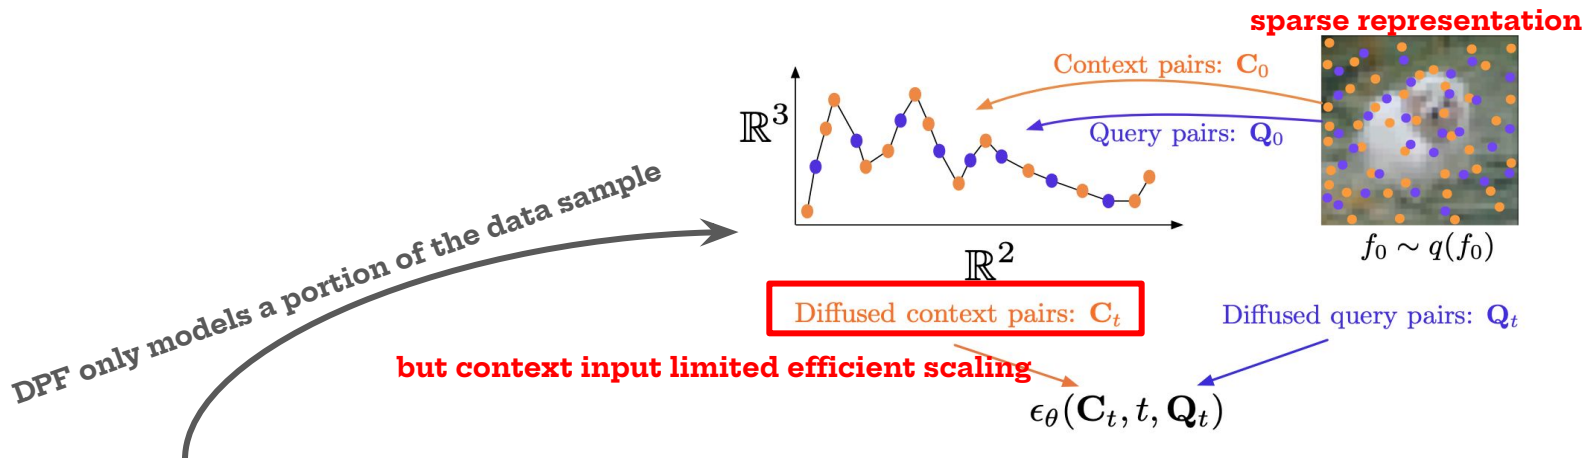 sparse representation
Context pairs: C₀
ℝ³
Query pairs: Q₀
DPF only models a portion of the data sample
f₀ ∼ q(f₀)
ℝ²
Diffused context pairs: Cₜ
Diffused query pairs: Qₜ
but context input limited efficient scaling
ϵ_θ(Cₜ, t, Qₜ)